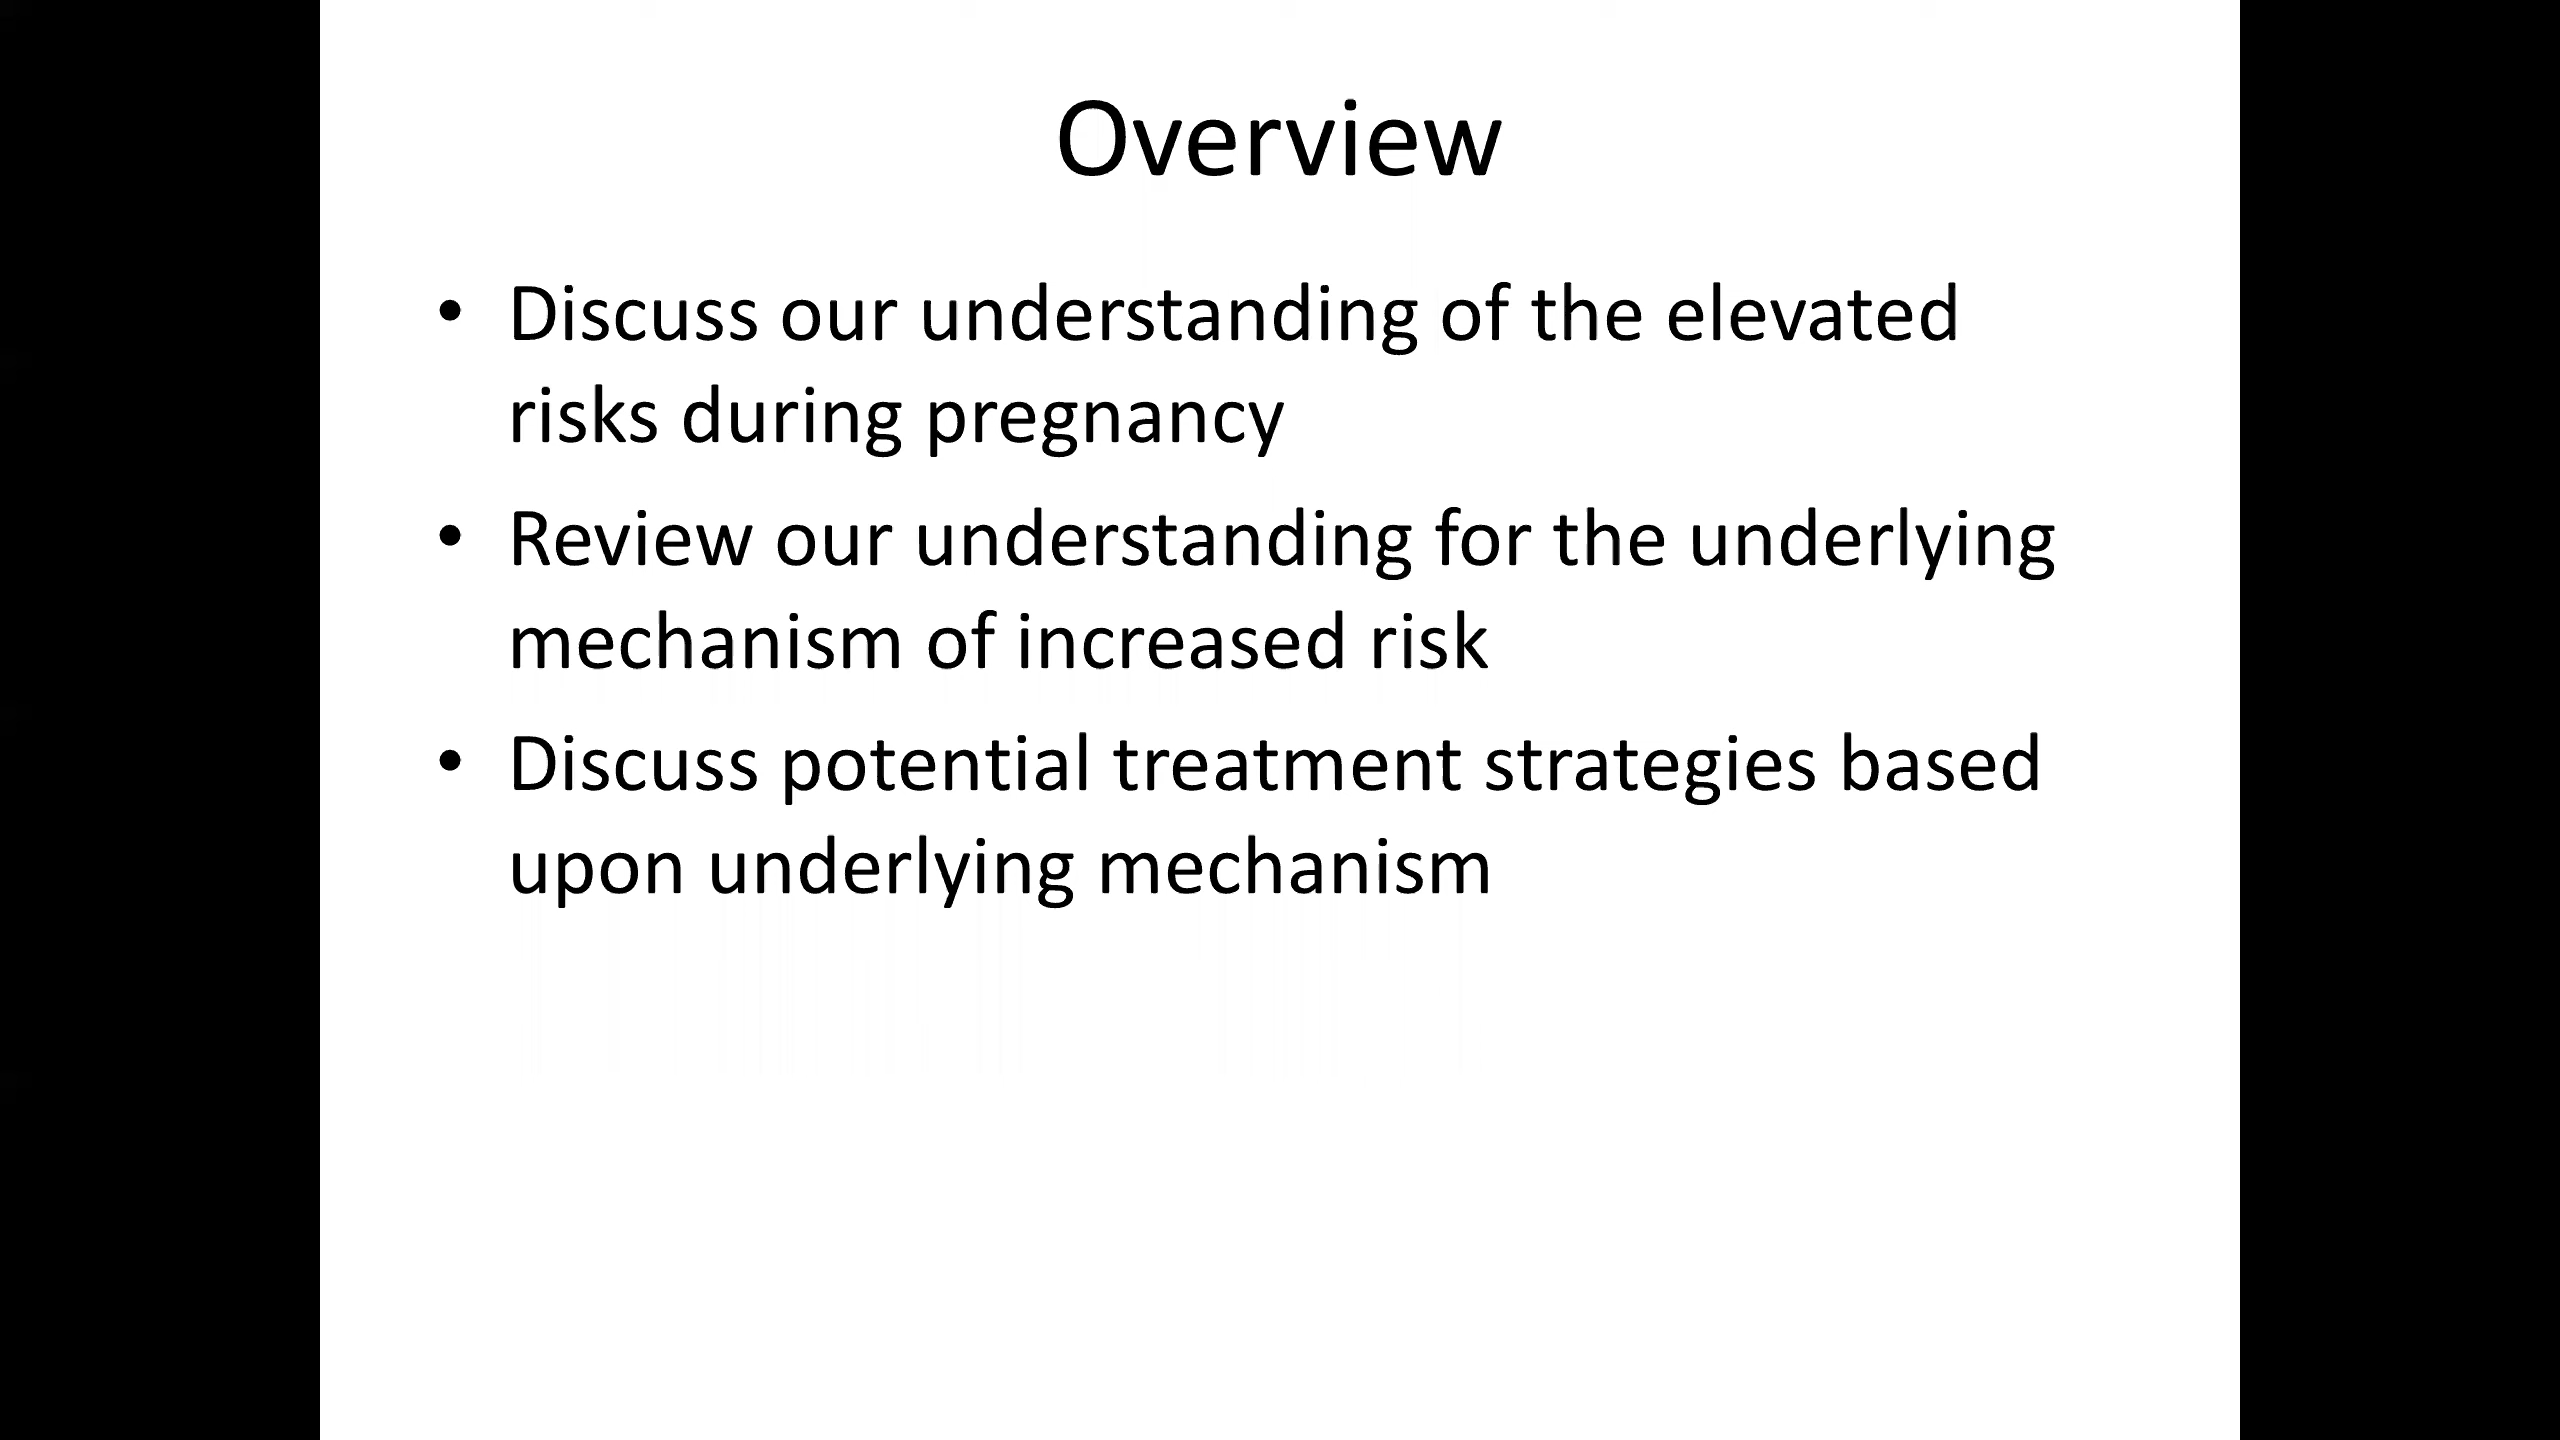 Overview
• Discuss our understanding of the elevated
risks during pregnancy
• Review our understanding for the underlying
mechanism of increased risk
• Discuss potential treatment strategies based
upon underlying mechanism